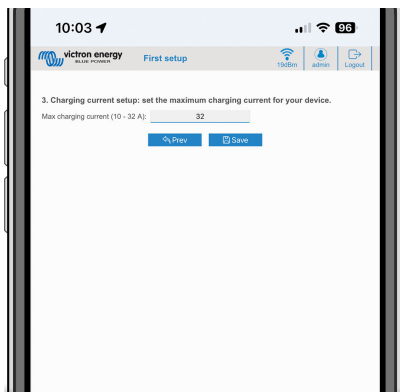 10:03
96
victron energy
BLUE POWER
First setup
19dBm
admin
Logout
3. Charging current setup: set the maximum charging current for your device.
Max charging current (10 - 32 A):
32
Prev
Save